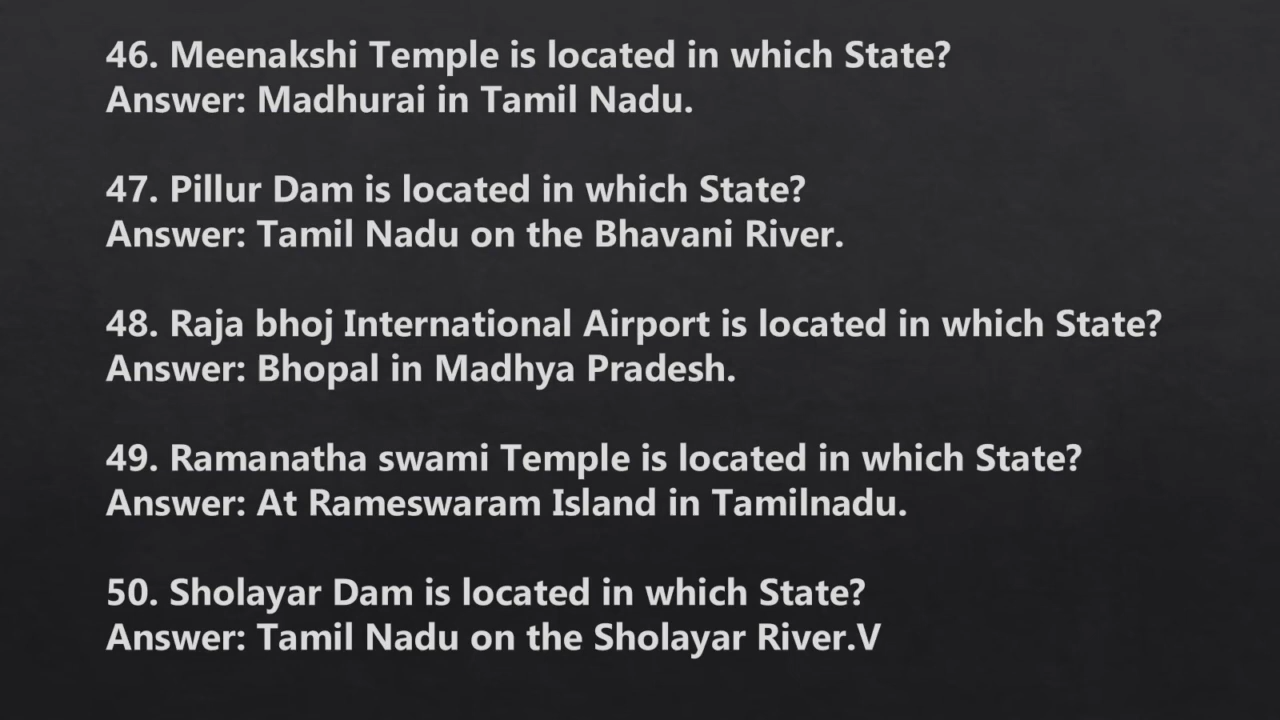 46. Meenakshi Temple is located in which State?
Answer: Madhurai in Tamil Nadu.
47. Pillur Dam is located in which State?
Answer: Tamil Nadu on the Bhavani River.
48. Raja bhoj International Airport is located in which State?
Answer: Bhopal in Madhya Pradesh.
49. Ramanatha swami Temple is located in which State?
Answer: At Rameswaram Island in Tamilnadu.
50. Sholayar Dam is located in which State?
Answer: Tamil Nadu on the Sholayar River.V